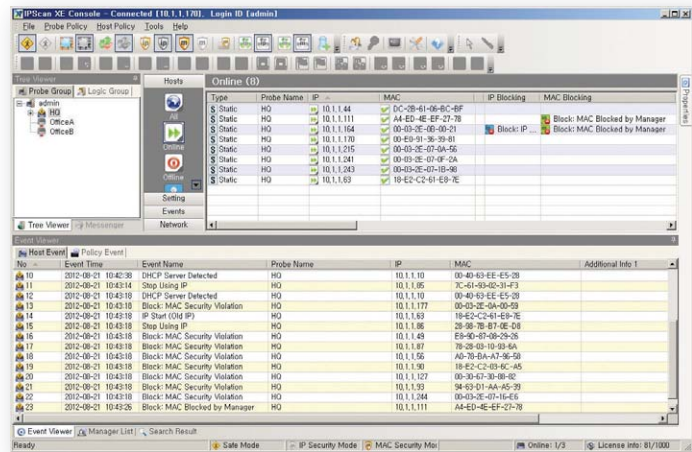 IPScan XE Console - Connected [10.1.1.170], Login ID [admin]
File Probe Policy Host Policy Tools Help
Tree Viewer
Probe Group Logic Group
admin
HQ
OfficeA
OfficeB
Tree Viewer Messenger
Hosts
All
Online
Offline
Setting
Events
Network
Online (8)
Type Probe Name IP MAC IP Blocking MAC Blocking
S Static HQ 10.1.1.44 DC-2B-61-06-BC-BF
S Static HQ 10.1.1.111 A4-ED-4E-EF-27-78 Block: MAC Blocked by Manager
S Static HQ 10.1.1.164 00-03-2E-0B-00-21 Block: IP ... Block: MAC Blocked by Manager
S Static HQ 10.1.1.170 00-E0-91-36-39-81
S Static HQ 10.1.1.215 00-03-2E-07-0A-56
S Static HQ 10.1.1.241 00-03-2E-07-0F-2A
S Static HQ 10.1.1.243 00-03-2E-07-1B-98
S Static HQ 10.1.1.63 18-E2-C2-61-E8-7E
Properties
Event Viewer
Host Event Policy Event
No Event Time Event Name Probe Name IP MAC Additional Info 1
10 2012-08-21 10:42:38 DHCP Server Detected HQ 10.1.1.10 00-40-63-EE-E5-28
11 2012-08-21 10:43:14 Stop Using IP HQ 10.1.1.85 7C-61-93-02-31-F3
12 2012-08-21 10:43:18 DHCP Server Detected HQ 10.1.1.10 00-40-63-EE-E5-28
13 2012-08-21 10:43:18 Block: MAC Security Violation HQ 10.1.1.177 00-03-2E-0A-00-59
14 2012-08-21 10:43:18 IP Start (Old IP) HQ 10.1.1.63 18-E2-C2-61-E8-7E
15 2012-08-21 10:43:18 Stop Using IP HQ 10.1.1.86 28-98-7B-B7-0E-D8
16 2012-08-21 10:43:18 Block: MAC Security Violation HQ 10.1.1.49 E8-90-87-08-29-26
17 2012-08-21 10:43:18 Block: MAC Security Violation HQ 10.1.1.87 78-28-03-10-93-6A
18 2012-08-21 10:43:18 Block: MAC Security Violation HQ 10.1.1.56 A0-78-BA-A7-96-58
19 2012-08-21 10:43:18 Block: MAC Security Violation HQ 10.1.1.90 18-E2-C2-03-6C-A5
20 2012-08-21 10:43:18 Block: MAC Security Violation HQ 10.1.1.127 00-30-67-30-88-82
21 2012-08-21 10:43:18 Block: MAC Security Violation HQ 10.1.1.93 94-63-D1-AA-A5-39
22 2012-08-21 10:43:18 Block: MAC Security Violation HQ 10.1.1.244 00-03-2E-07-16-E6
23 2012-08-21 10:43:26 Block: MAC Blocked by Manager HQ 10.1.1.111 A4-ED-4E-EF-27-78
Event Viewer Manager List Search Result
Ready Safe Mode IP Security Mode MAC Security Mo Online: 1/3 License Info: 81/1000